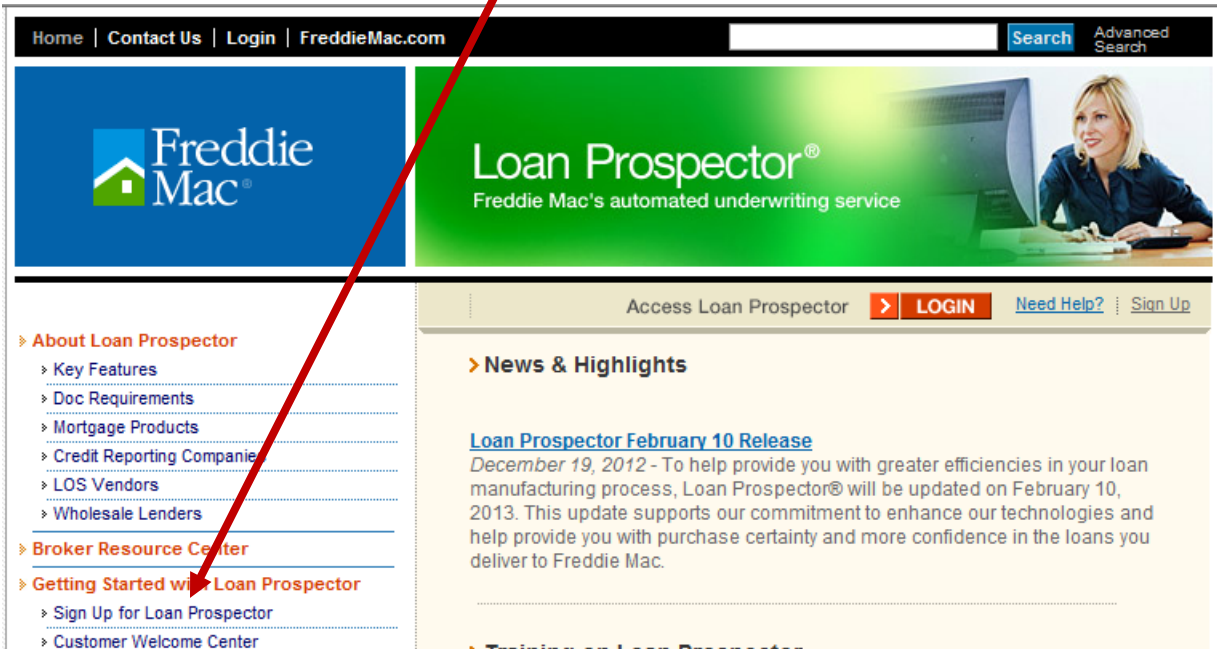 Home | Contact Us | Login | FreddieMac.com
Search
Advanced
Search
Freddie
Mac®
Loan Prospector®
Freddie Mac's automated underwriting service
Access Loan Prospector
> LOGIN
Need Help? | Sign Up
About Loan Prospector
Key Features
Doc Requirements
Mortgage Products
Credit Reporting Companies
LOS Vendors
Wholesale Lenders
Broker Resource Center
Getting Started with Loan Prospector
Sign Up for Loan Prospector
Customer Welcome Center
News & Highlights
Loan Prospector February 10 Release
December 19, 2012 - To help provide you with greater efficiencies in your loan
manufacturing process, Loan Prospector® will be updated on February 10,
2013. This update supports our commitment to enhance our technologies and
help provide you with purchase certainty and more confidence in the loans you
deliver to Freddie Mac.
Training on Loan Prospector